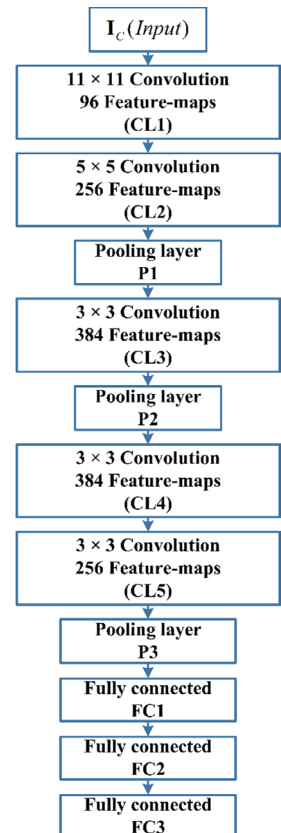 I_C(Input)
11 × 11 Convolution
96 Feature-maps
(CL1)
5 × 5 Convolution
256 Feature-maps
(CL2)
Pooling layer
P1
3 × 3 Convolution
384 Feature-maps
(CL3)
Pooling layer
P2
3 × 3 Convolution
384 Feature-maps
(CL4)
3 × 3 Convolution
256 Feature-maps
(CL5)
Pooling layer
P3
Fully connected
FC1
Fully connected
FC2
Fully connected
FC3